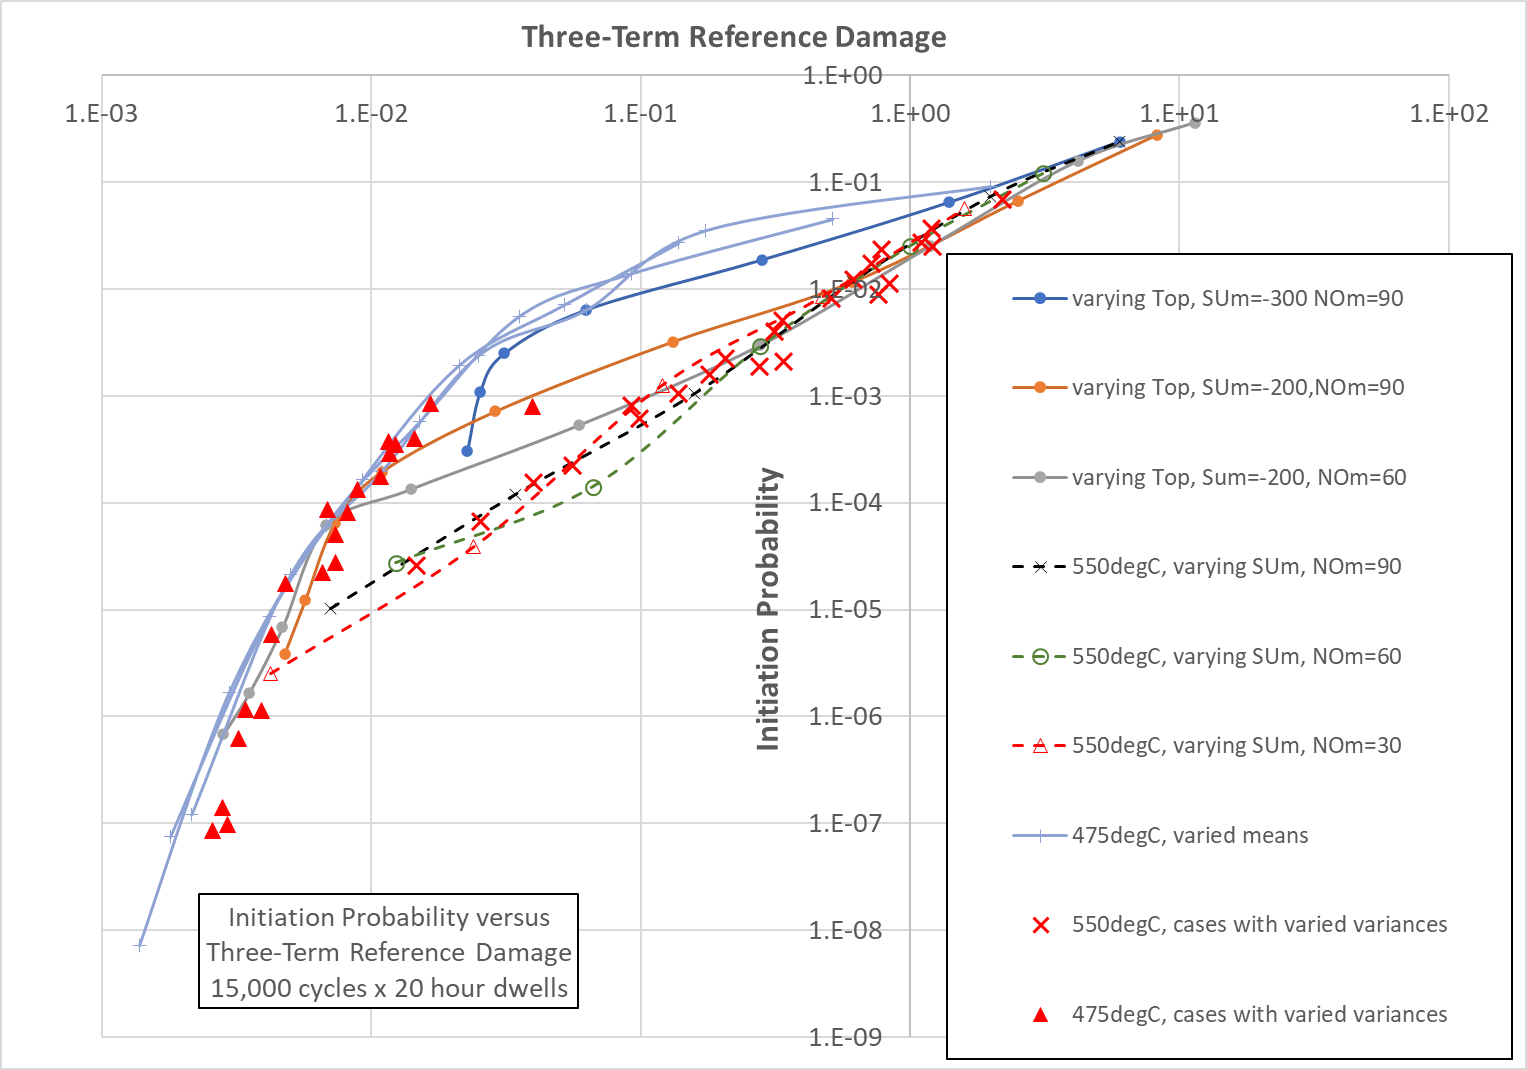 Three-Term Reference Damage
1.E+00
1.E-03 1.E-02 1.E-01 1.E+00 1.E+01 1.E+02
1.E-01
1.E-02
1.E-03
1.E-04
1.E-05
1.E-06
1.E-07
1.E-08
1.E-09
Initiation Probability
varying Top, SUm=-300 NOm=90
varying Top, SUm=-200,NOm=90
varying Top, Sum=-200, NOm=60
550degC, varying SUm, NOm=90
550degC, varying SUm, NOm=60
550degC, varying SUm, NOm=30
475degC, varied means
550degC, cases with varied variances
475degC, cases with varied variances
Initiation Probability versus
Three-Term Reference Damage
15,000 cycles x 20 hour dwells